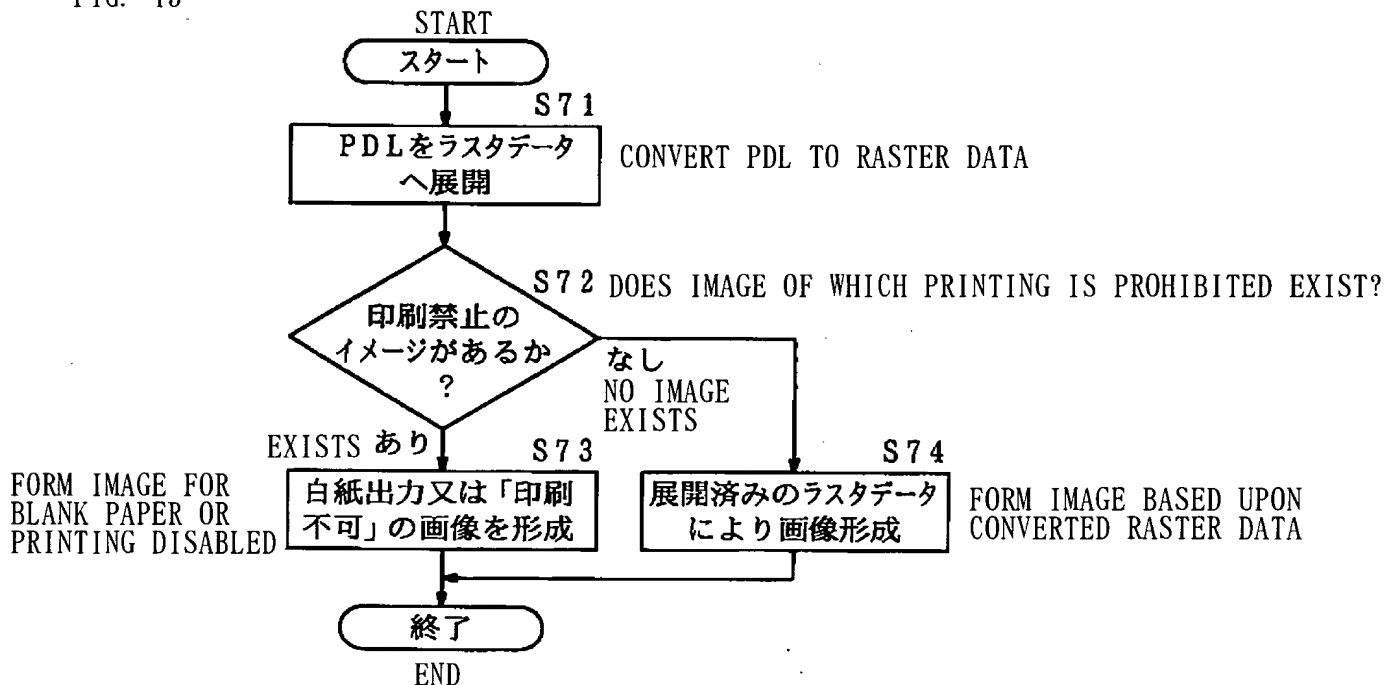 START
スタート
S71
PDLをラスタデータ
へ展開
CONVERT PDL TO RASTER DATA
S72 DOES IMAGE OF WHICH PRINTING IS PROHIBITED EXIST?
印刷禁止の
イメージがあるか
?
なし
NO IMAGE
EXISTS
EXISTS あり
S73
FORM IMAGE FOR
BLANK PAPER OR
PRINTING DISABLED
白紙出力又は「印刷
不可」の画像を形成
S74
展開済みのラスタデータ
により画像形成
FORM IMAGE BASED UPON
CONVERTED RASTER DATA
終了
END